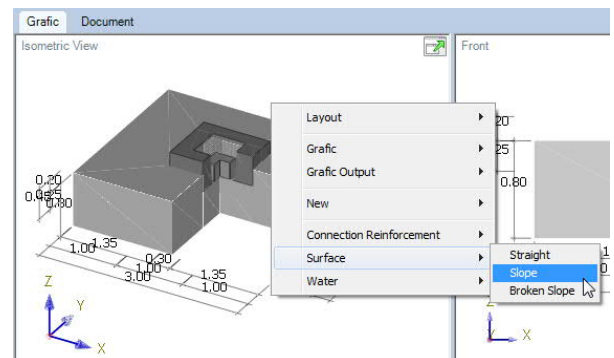 Grafic Document
Isometric View
Front
Layout
Grafic
Grafic Output
New
Connection Reinforcement
Surface
Water
Straight
Slope
Broken Slope
0.20
0.80
1.00
1.35
0.30
1.00
3.00
1.35
1.00
Z
Y
X
20
25
0.80
1
0
Z
Y
X